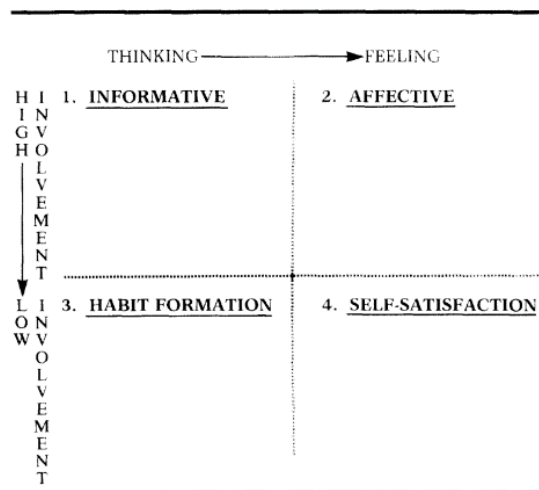 THINKING FEELING
HIGH INVOLVEMENT
1. INFORMATIVE
2. AFFECTIVE
LOW INVOLVEMENT
3. HABIT FORMATION
4. SELF-SATISFACTION